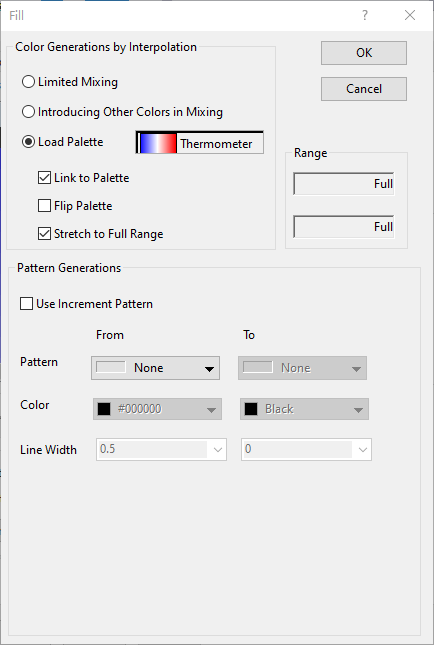 Fill
?
Color Generations by Interpolation
OK
Limited Mixing
Cancel
Introducing Other Colors in Mixing
Load Palette
Thermometer
Link to Palette
Flip Palette
Stretch to Full Range
Range
Full
Full
Pattern Generations
Use Increment Pattern
From To
Pattern None None
Color #000000 Black
Line Width 0.5 0